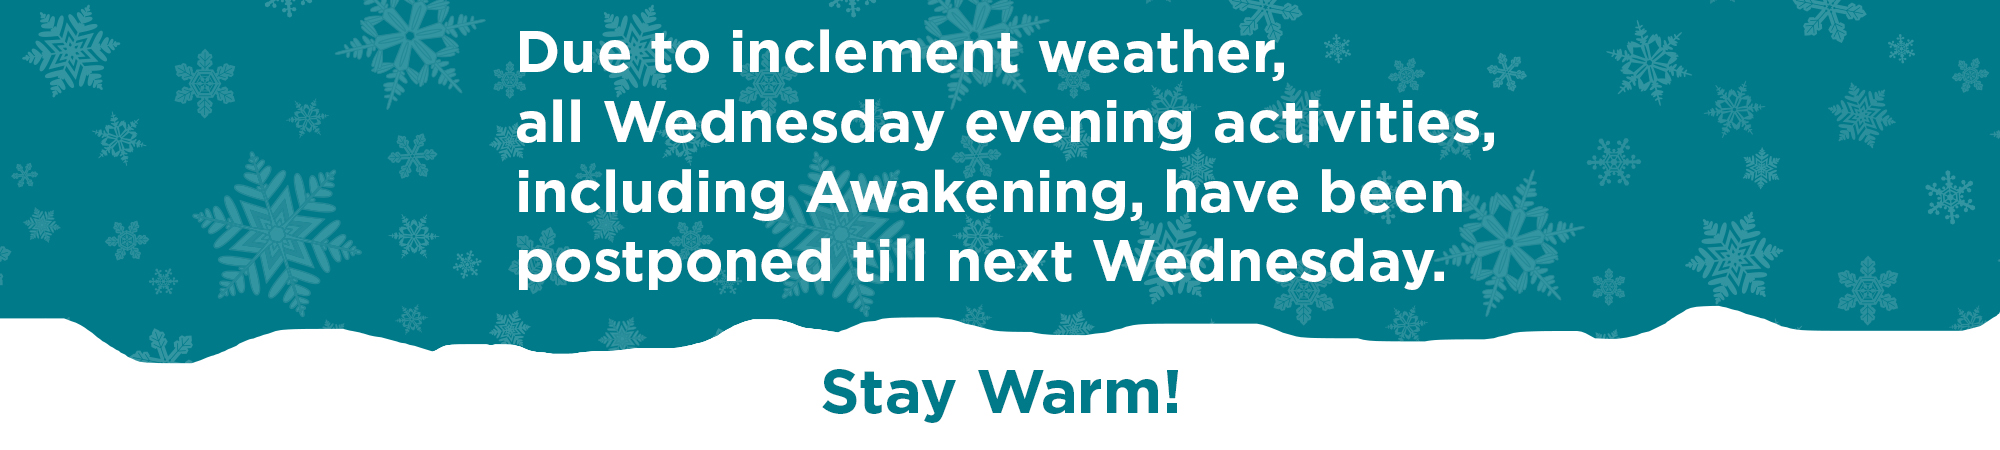 Due to inclement weather,
all Wednesday evening activities,
including Awakening, have been
postponed till next Wednesday.
Stay Warm!